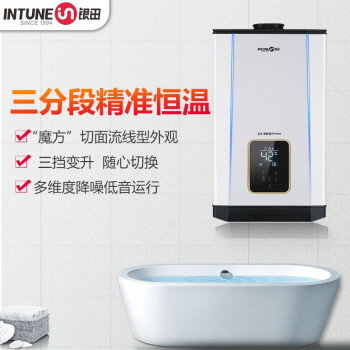 INTUNE 银田
SINCE 1994
三分段精准恒温
“魔方”切面流线型外观
三挡变升 随心切换
多维度降噪低音运行
INTUNE
42